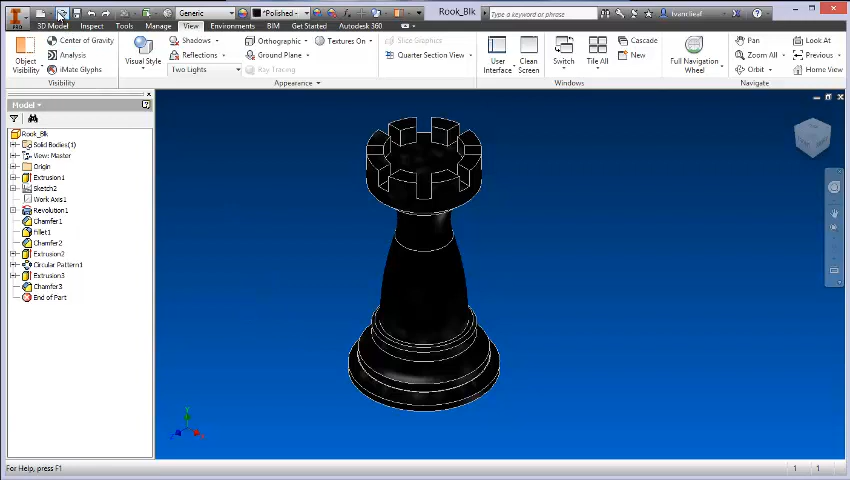 Generic
*Polished
Rook_Blk
Type a keyword or phrase
PRO
3D Model
Inspect
Tools
Manage
View
Environments
BIM
Get Started
Vault
Autodesk 360
Object
Visibility
Center of Gravity
Analysis
iMate Glyphs
Visibility
Visual Style
Shadows
Reflections
Two Lights
Orthographic
Ground Plane
Ray Tracing
Textures On
Slice Graphics
Quarter Section View
Appearance
User
Interface
Clean
Screen
Switch
Tile All
Cascade
New
Windows
Full Navigation
Wheel
Pan
Zoom All
Orbit
Look At
Previous
Home View
Navigate
Model
Rook_Blk
Solid Bodies(1)
View: Master
Origin
Extrusion1
Sketch2
Work Axis1
Revolution1
Chamfer1
Fillet1
Chamfer2
Extrusion2
Circular Pattern1
Extrusion3
Chamfer3
End of Part
For Help, press F1
1
1